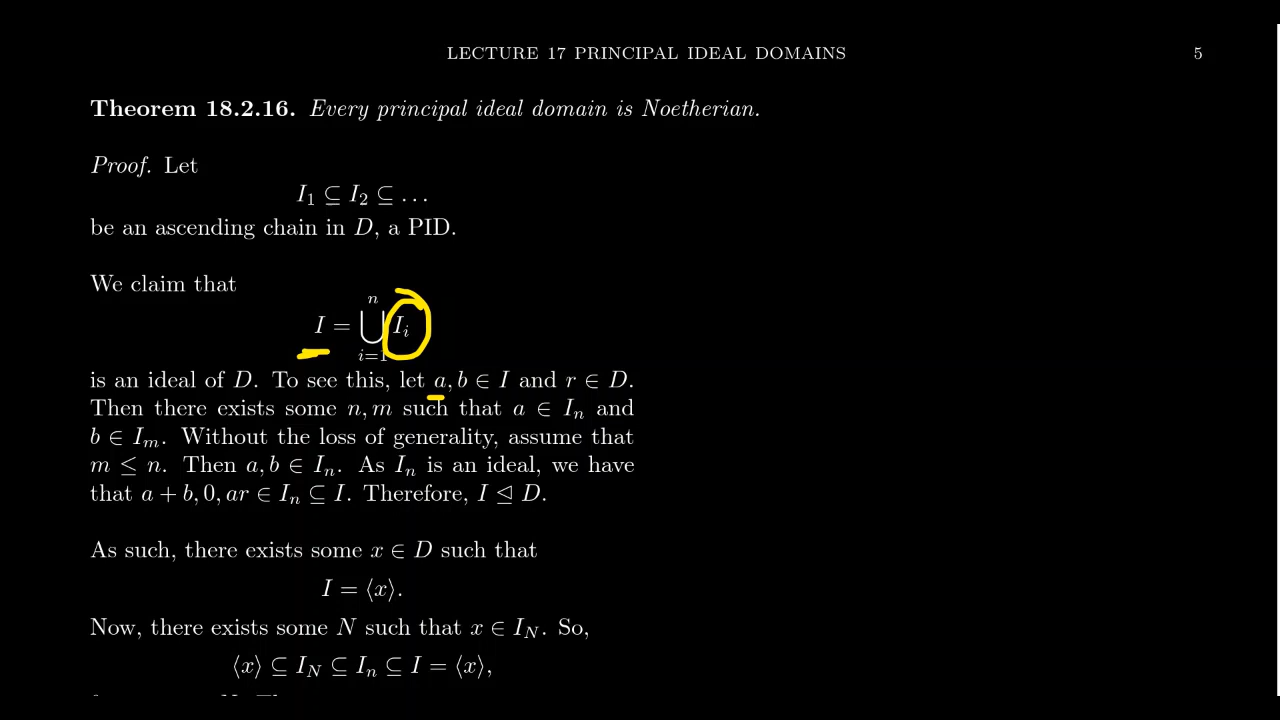 LECTURE 17 PRINCIPAL IDEAL DOMAINS 5
Theorem 18.2.16. Every principal ideal domain is Noetherian.
Proof. Let
I₁ ⊆ I₂ ⊆ …
be an ascending chain in D, a PID.
We claim that
I = ⋃_{i=1}^{n} I_i
is an ideal of D. To see this, let a, b ∈ I and r ∈ D.
Then there exists some n, m such that a ∈ I_n and
b ∈ I_m. Without the loss of generality, assume that
m ≤ n. Then a, b ∈ I_n. As I_n is an ideal, we have
that a + b, 0, ar ∈ I_n ⊆ I. Therefore, I ⊴ D.
As such, there exists some x ∈ D such that
I = ⟨x⟩.
Now, there exists some N such that x ∈ I_N. So,
⟨x⟩ ⊆ I_N ⊆ I_n ⊆ I = ⟨x⟩,